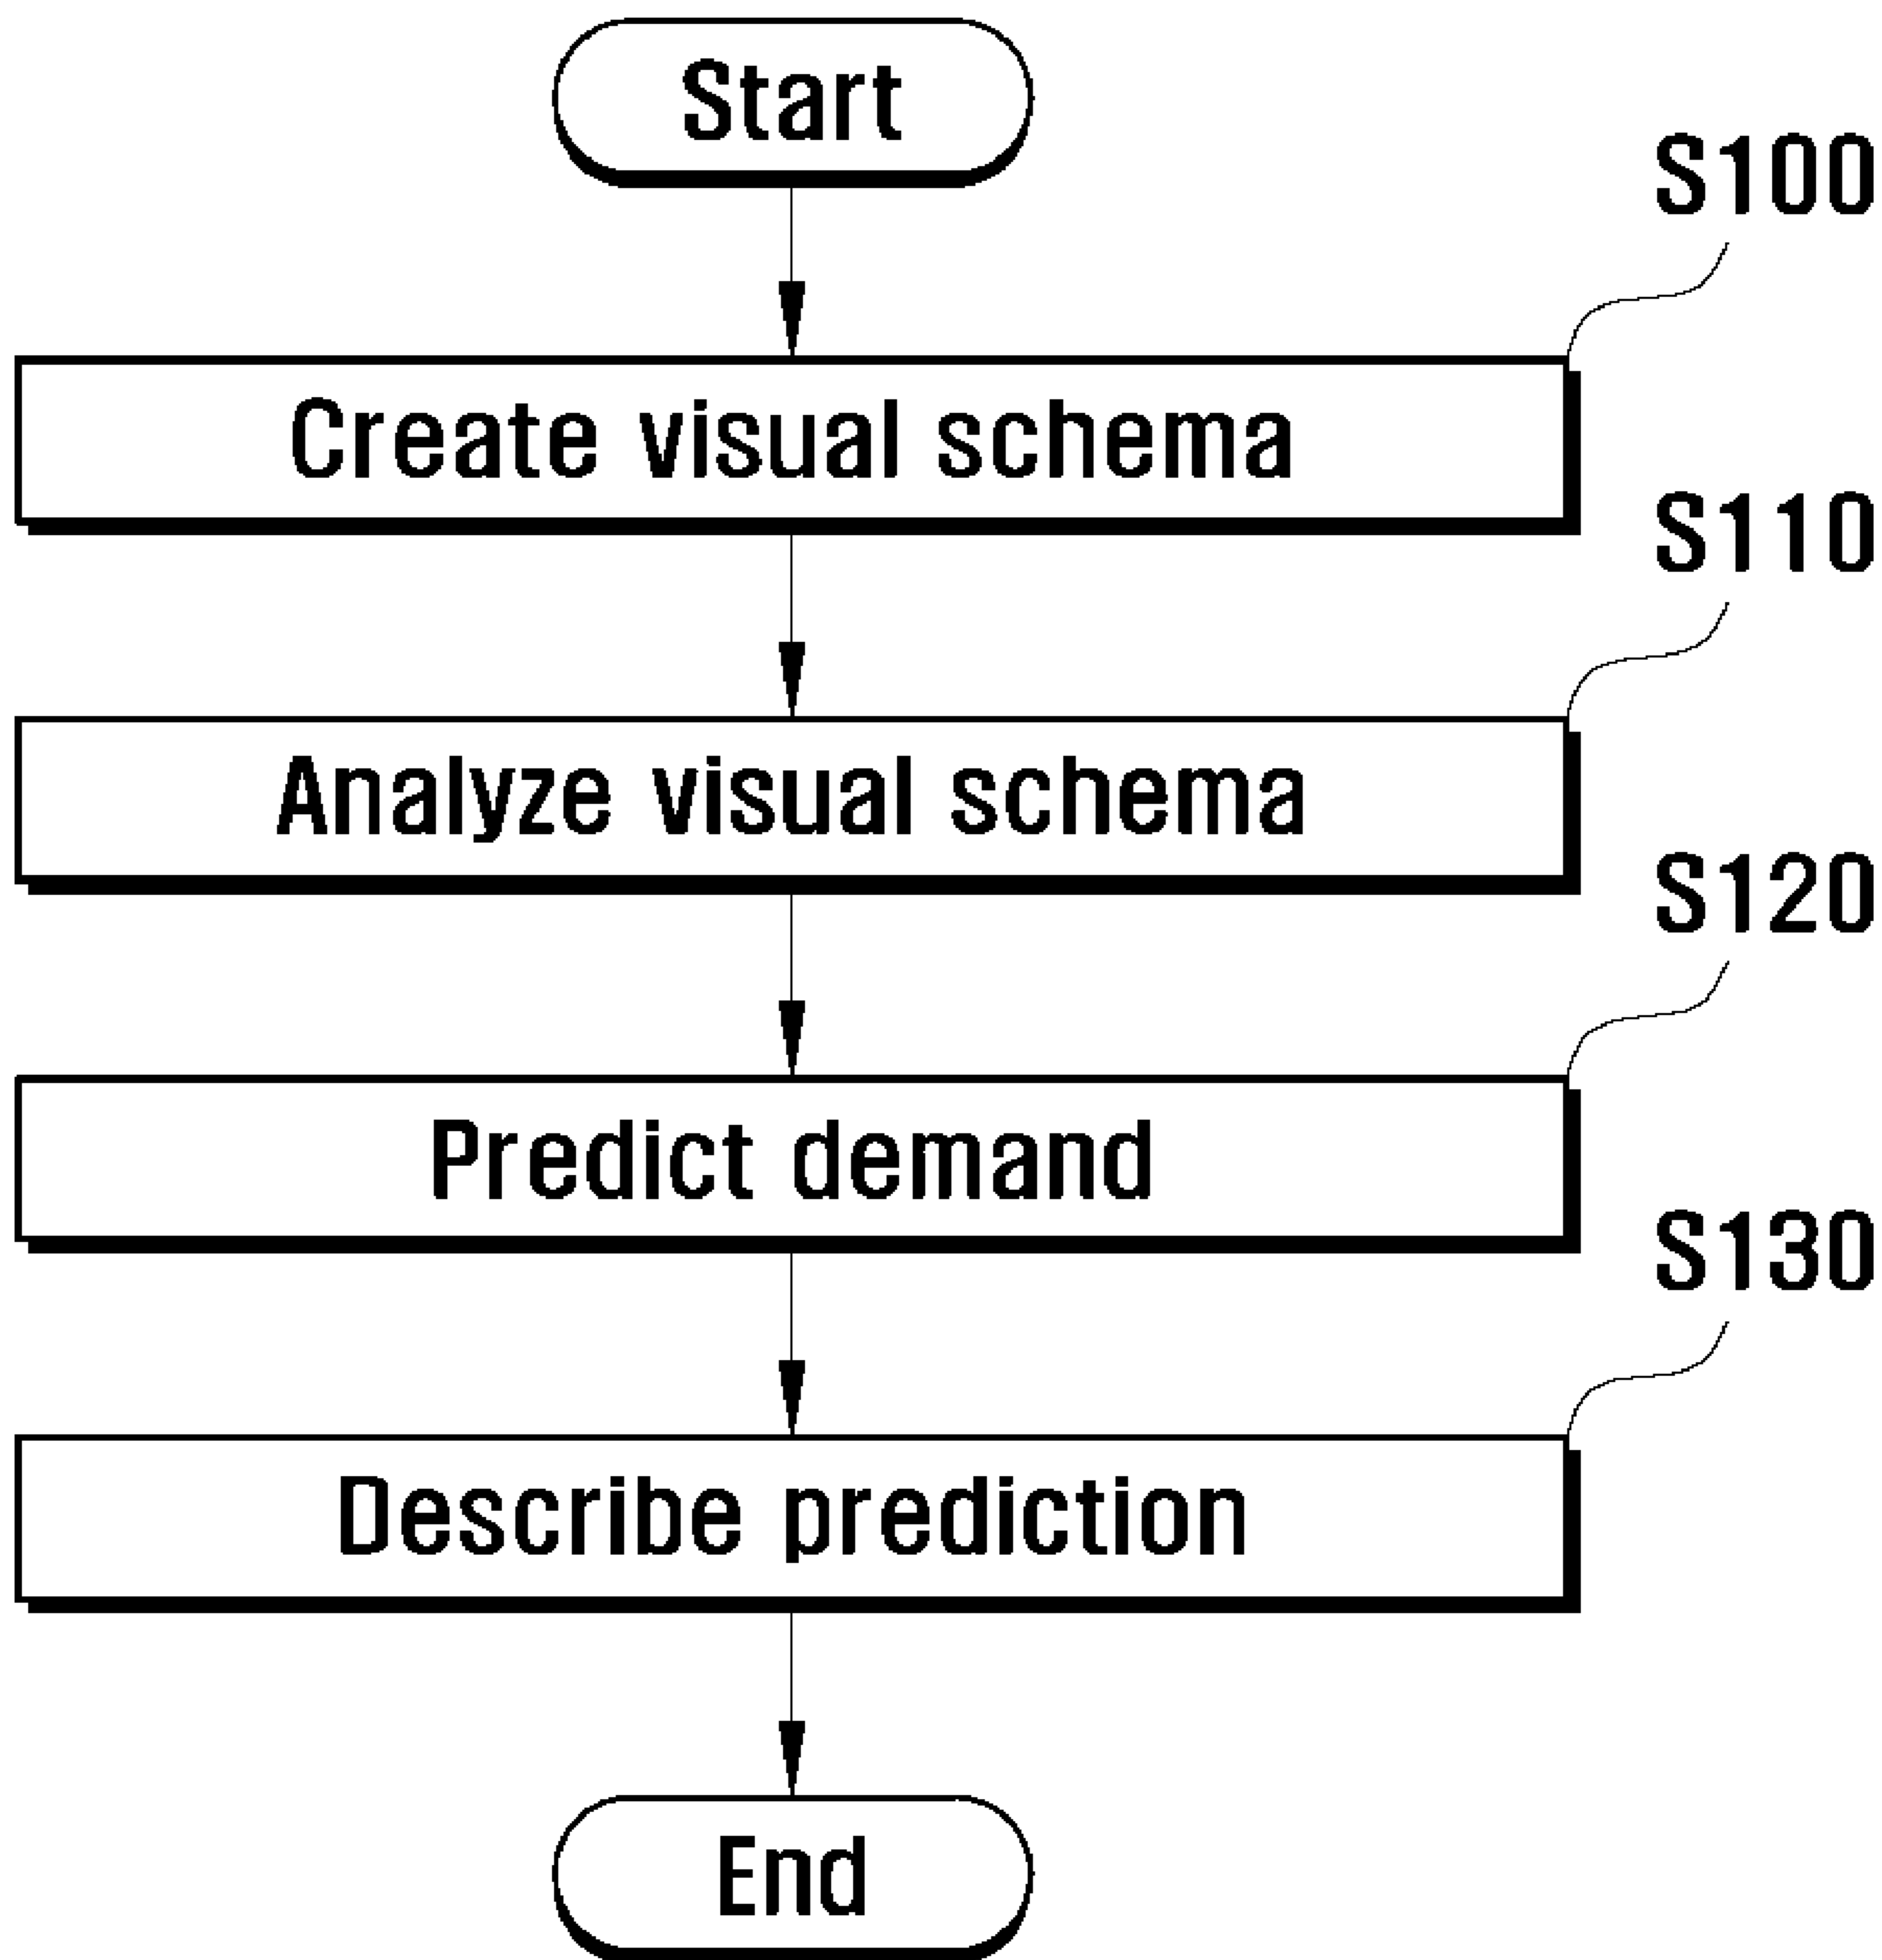 Start
S100
Create visual schema
S110
Analyze visual schema
S120
Predict demand
S130
Describe prediction
End